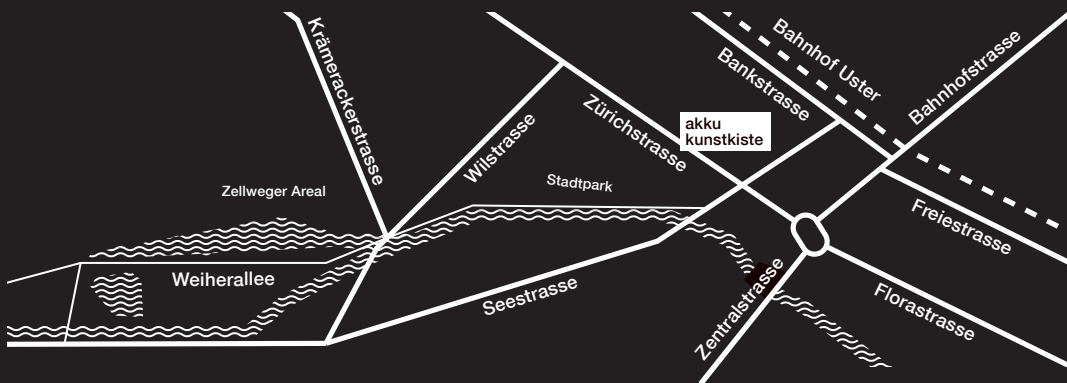 Krämerackerstrasse
Bahnhof Uster
Bankstrasse
Bahnhofstrasse
Zürichstrasse
akku
kunstkiste
Wilstrasse
Stadtpark
Zellweger Areal
Freiestrasse
Weiherallee
Seestrasse
Zentralstrasse
Florastrasse